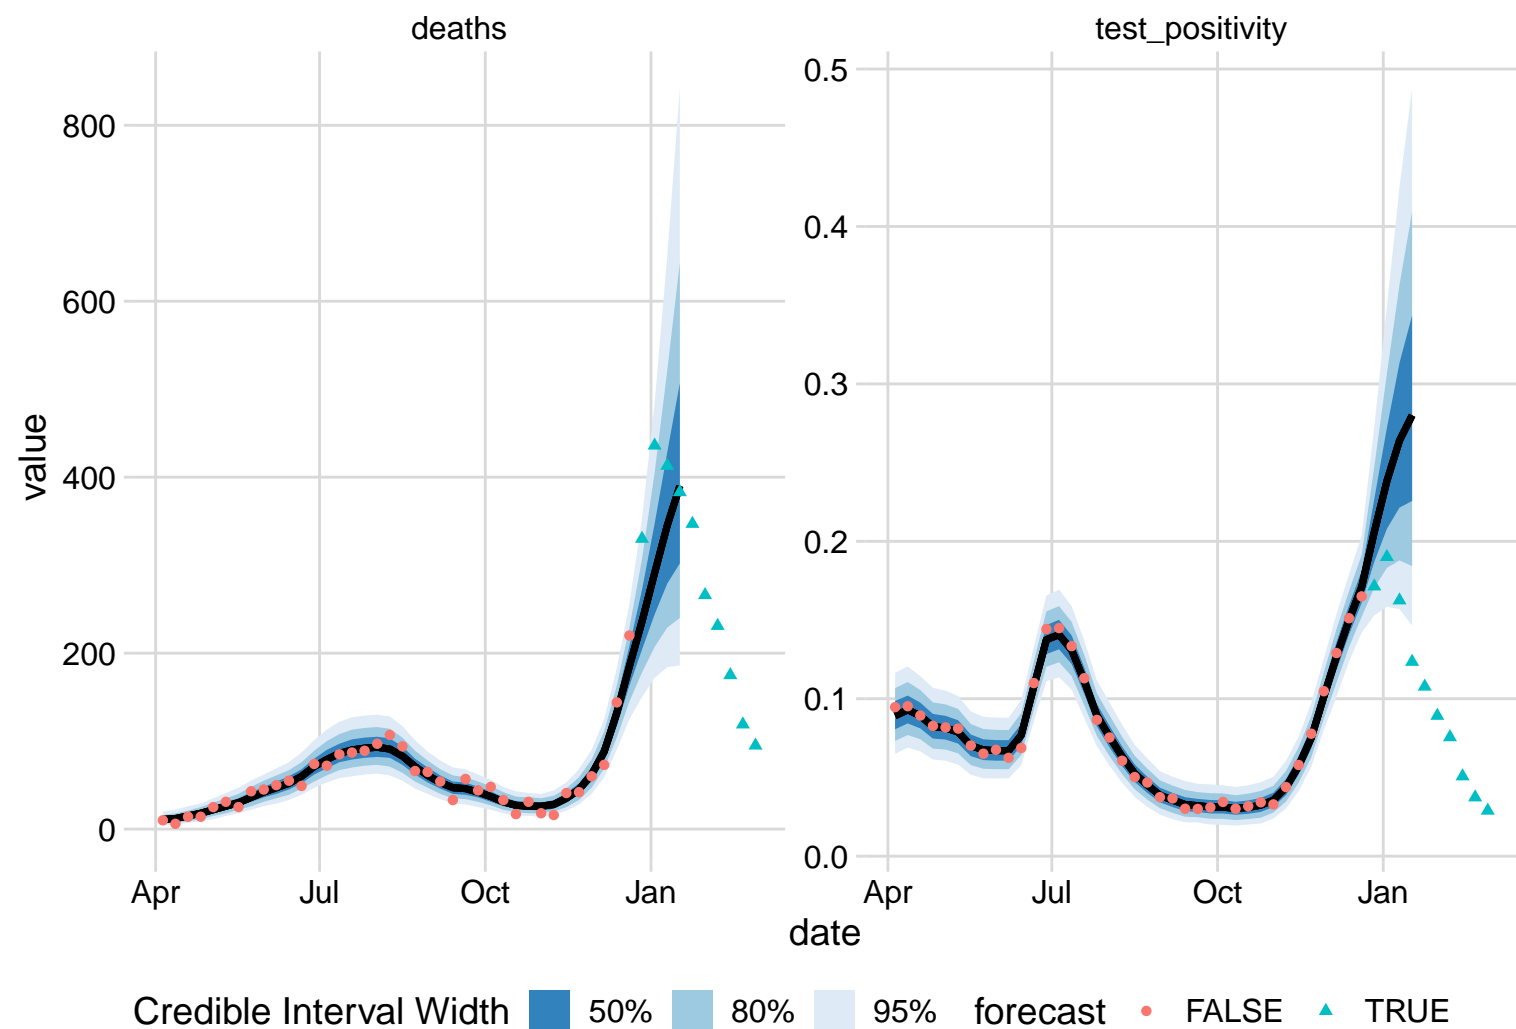 deaths
test_positivity
value
800
600
400
200
0
0.5
0.4
0.3
0.2
0.1
0.0
Apr Jul Oct Jan
Apr Jul Oct Jan
date
Credible Interval Width 50% 80% 95% forecast FALSE TRUE